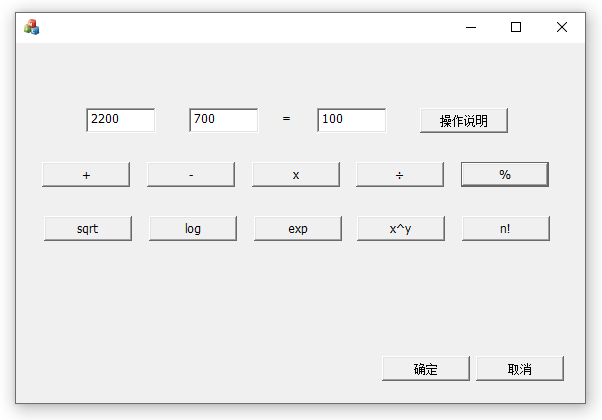 2200 700 = 100 操作说明
+ - x ÷ %
sqrt log exp x^y n!
确定 取消